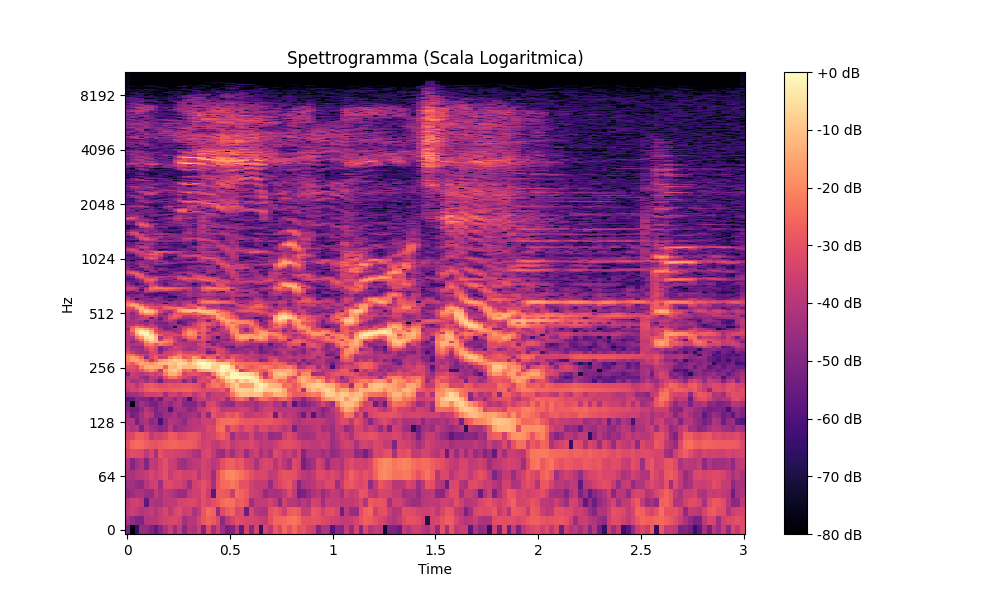 Spettrogramma (Scala Logaritmica)
8192
4096
2048
1024
512
256
128
64
0
Hz
0
0.5
1
1.5
2
2.5
3
Time
+0 dB
-10 dB
-20 dB
-30 dB
-40 dB
-50 dB
-60 dB
-70 dB
-80 dB